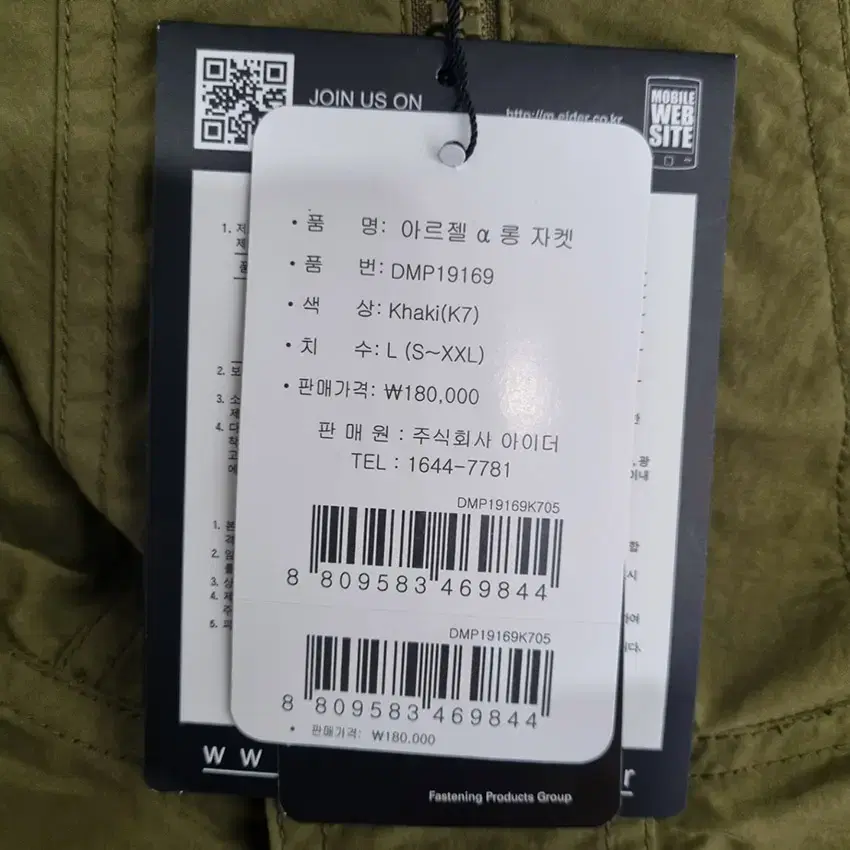 JOIN US ON
http://m.eider.co.kr
MOBILE
WEB
SITE
• 품 명: 아르젤 α 롱 자켓
• 품 번: DMP19169
• 색 상: Khaki(K7)
• 치 수: L (S~XXL)
• 판매가격: ₩180,000
판 매 원 : 주식회사 아이더
TEL : 1644-7781
DMP19169K705
8 809583 469844
DMP19169K705
8 809583 469844
• 판매가격: ₩180,000
W W
r
Fastening Products Group